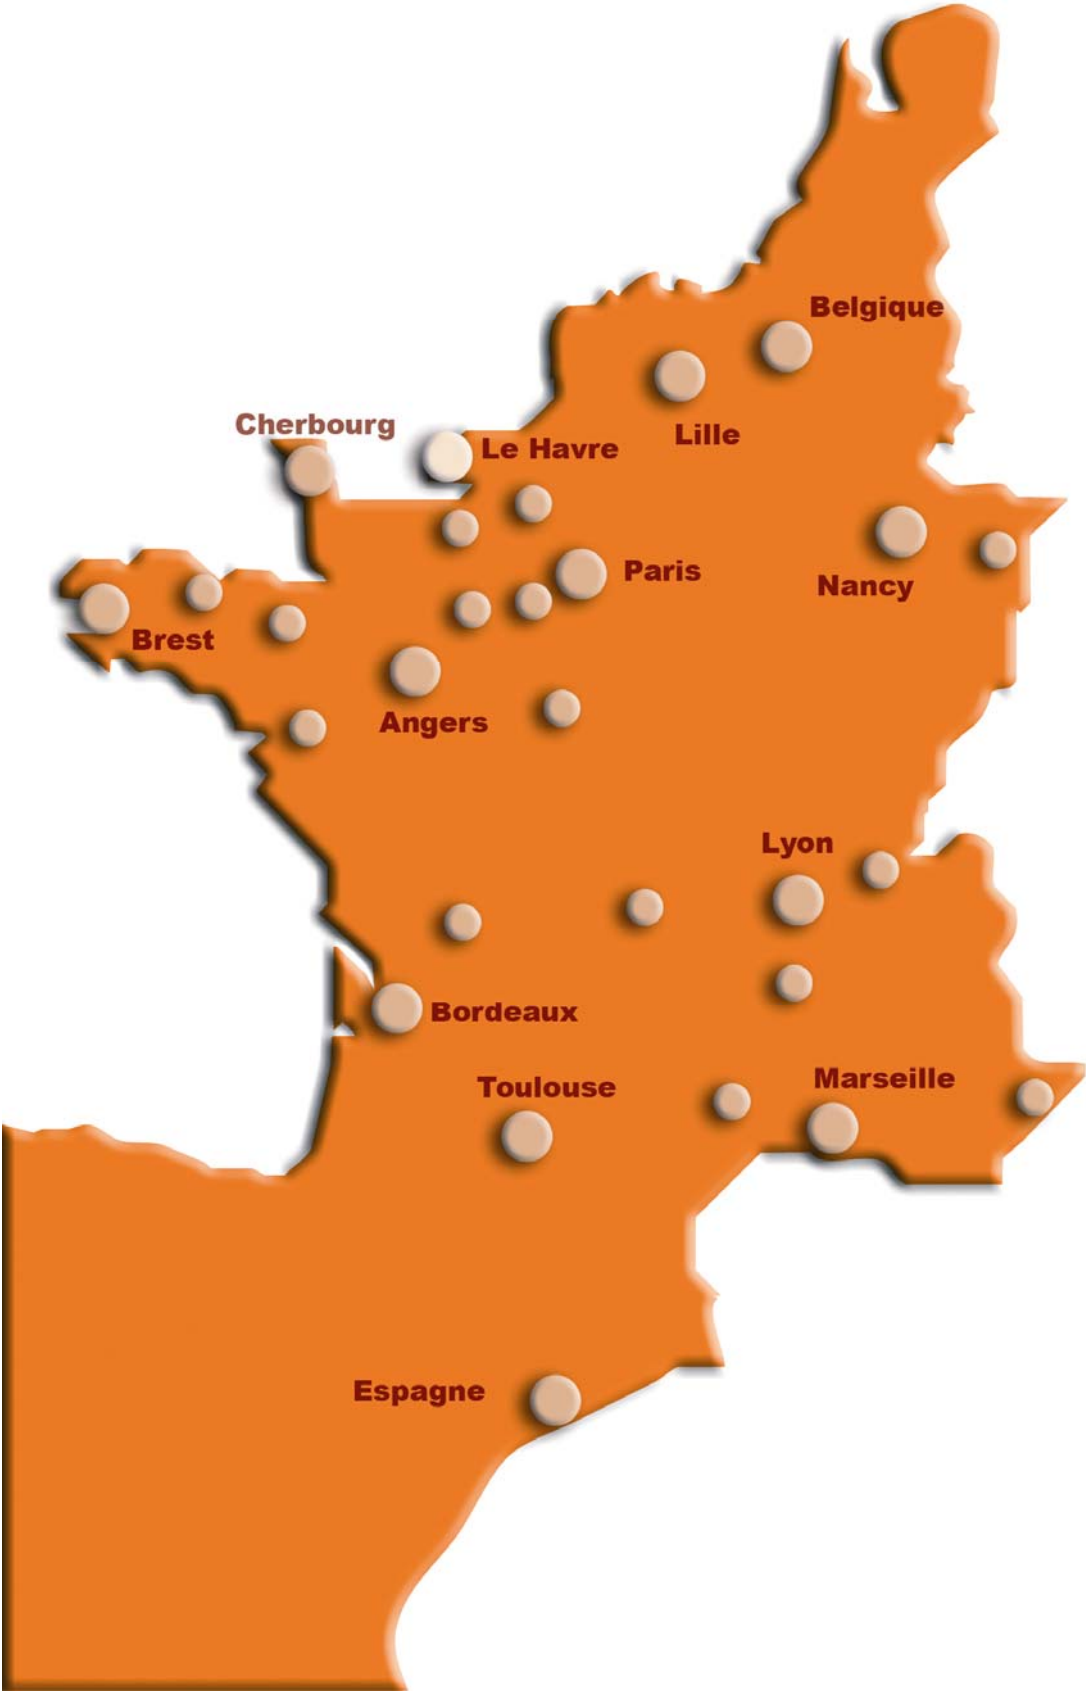 Belgique
Cherbourg
Lille
Le Havre
Paris
Nancy
Brest
Angers
Lyon
Bordeaux
Marseille
Toulouse
Espagne